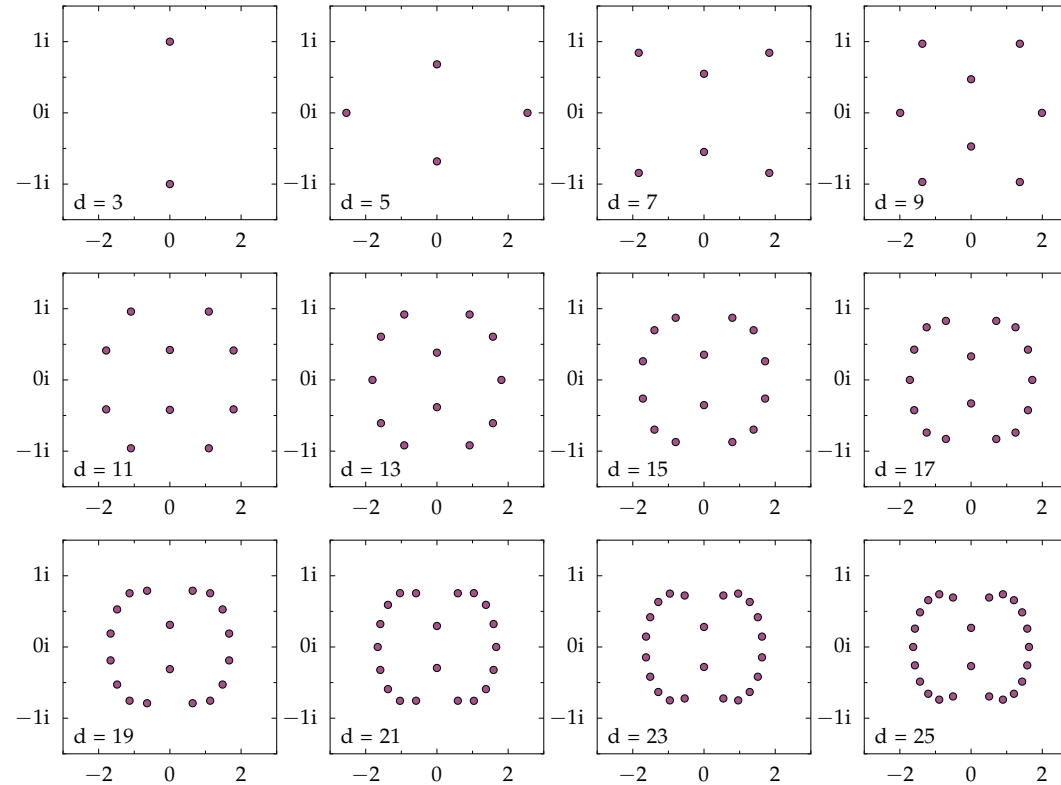 1i
0i
−1i
d = 3
−2 0 2
1i
0i
−1i
d = 5
−2 0 2
1i
0i
−1i
d = 7
−2 0 2
1i
0i
−1i
d = 9
−2 0 2
1i
0i
−1i
d = 11
−2 0 2
1i
0i
−1i
d = 13
−2 0 2
1i
0i
−1i
d = 15
−2 0 2
1i
0i
−1i
d = 17
−2 0 2
1i
0i
−1i
d = 19
−2 0 2
1i
0i
−1i
d = 21
−2 0 2
1i
0i
−1i
d = 23
−2 0 2
1i
0i
−1i
d = 25
−2 0 2